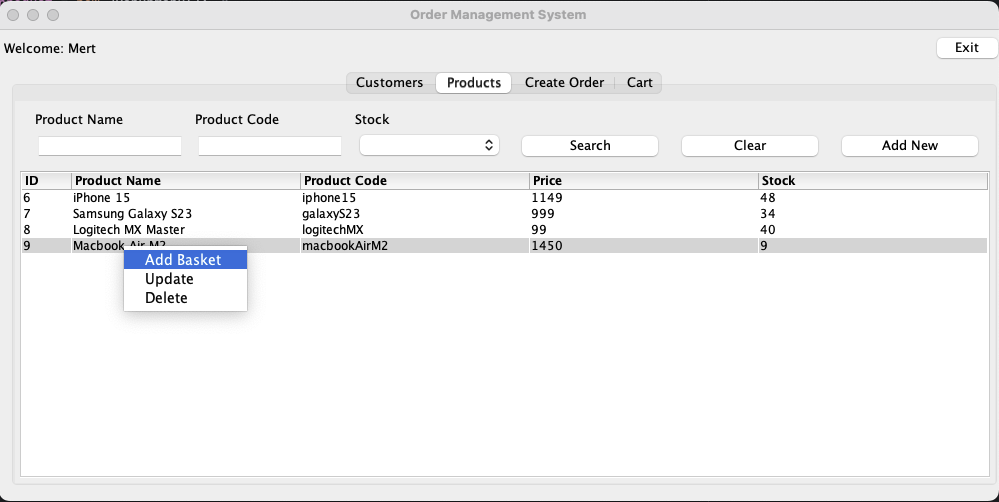 Order Management System
Welcome: Mert
Exit
Customers Products Create Order Cart
Product Name Product Code Stock
Search Clear Add New
ID Product Name Product Code Price Stock
6 iPhone 15 iphone15 1149 48
7 Samsung Galaxy S23 galaxyS23 999 34
8 Logitech MX Master logitechMX 99 40
9 Macbook Air M2 macbookAirM2 1450 9
Add Basket
Update
Delete